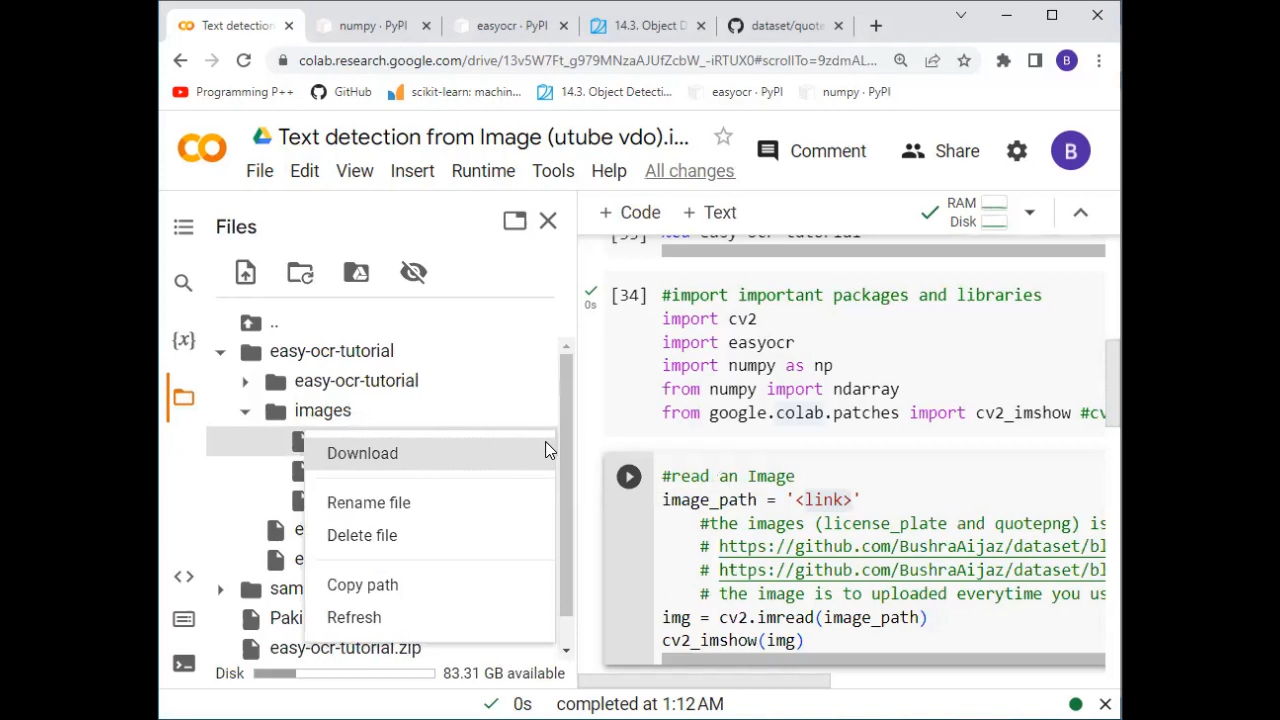 Text detection
numpy · PyPI
easyocr · PyPI
14.3. Object D
dataset/quote
colab.research.google.com/drive/13v5W7Ft_g979MNzaAJUfZcbW_-iRTUX0#scrollTo=9zdmAL...
B
Programming P++
GitHub
scikit-learn: machin...
14.3. Object Detecti...
easyocr · PyPI
numpy · PyPI
Text detection from Image (utube vdo).i...
Comment
Share
B
File Edit View Insert Runtime Tools Help All changes
Files
+ Code + Text
RAM
Disk
{x}
..
easy-ocr-tutorial
easy-ocr-tutorial
images
Download
Rename file
Delete file
Copy path
Refresh
e
e
sam
Paki
easy-ocr-tutorial.zip
Disk 83.31 GB available
[34]
0s
#import important packages and libraries
import cv2
import easyocr
import numpy as np
from numpy import ndarray
from google.colab.patches import cv2_imshow #cv
#read an Image
image_path = '<link>'
#the images (license_plate and quotepng) is
# https://github.com/BushraAijaz/dataset/bl
# https://github.com/BushraAijaz/dataset/bl
# the image is to uploaded everytime you us
img = cv2.imread(image_path)
cv2_imshow(img)
0s completed at 1:12 AM